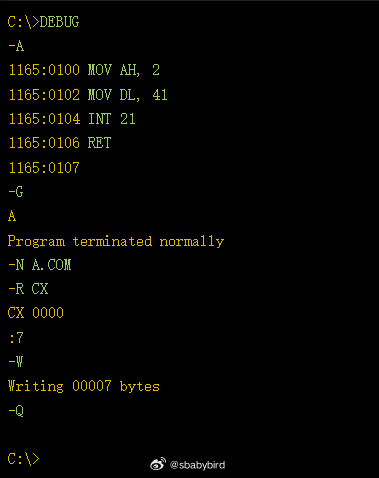 C:\>DEBUG
-A
1165:0100 MOV AH, 2
1165:0102 MOV DL, 41
1165:0104 INT 21
1165:0106 RET
1165:0107
-G
A
Program terminated normally
-N A.COM
-R CX
CX 0000
:7
-W
Writing 00007 bytes
-Q
C:\>
@sbabybird